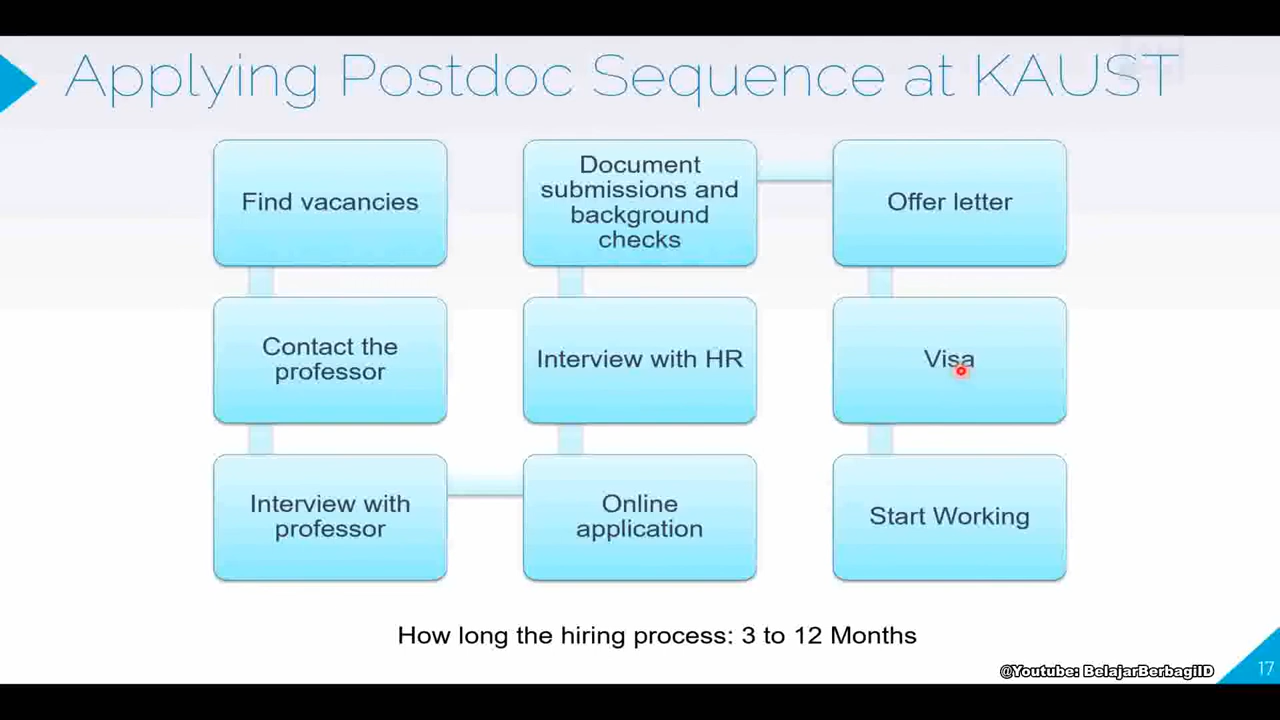 Applying Postdoc Sequence at KAUST
Find vacancies
Contact the
professor
Interview with
professor
Online
application
Interview with HR
Document
submissions and
background
checks
Offer letter
Visa
Start Working
How long the hiring process: 3 to 12 Months
@Youtube: BelajarBerbagiID
17